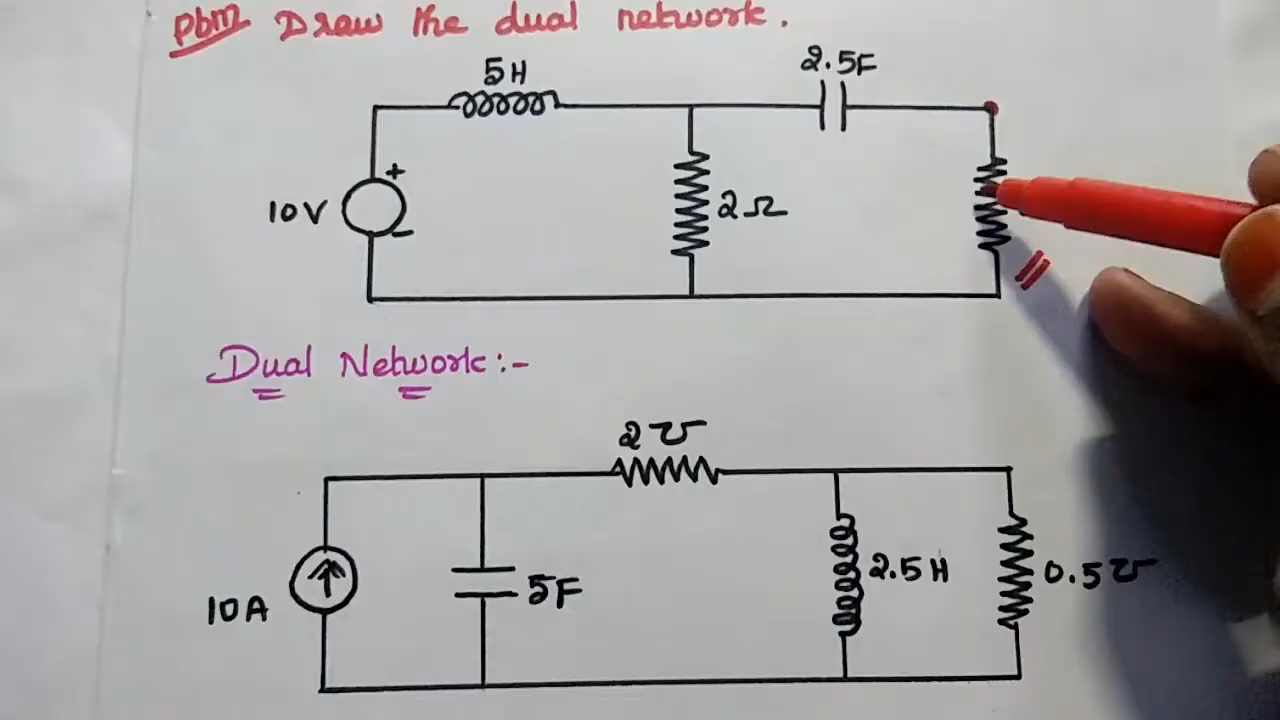 Pbm Draw the dual network.
5H
2.5F
10V
+
-
2Ω
Dual Network:-
2℧
10A
5F
2.5H
0.5℧